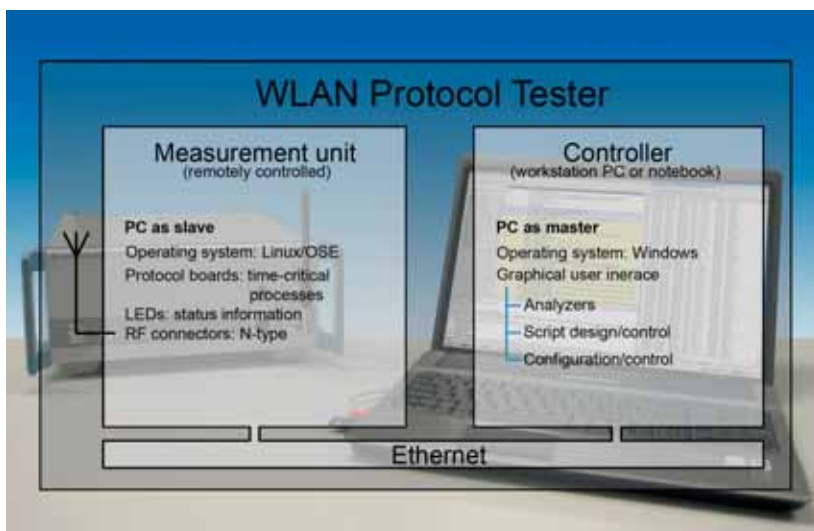 WLAN Protocol Tester
Measurement unit
(remotely controlled)
PC as slave
Operating system: Linux/OSE
Protocol boards: time-critical
processes
LEDs: status information
RF connectors: N-type
Controller
(workstation PC or notebook)
PC as master
Operating system: Windows
Graphical user inerace
Analyzers
Script design/control
Configuration/control
Ethernet